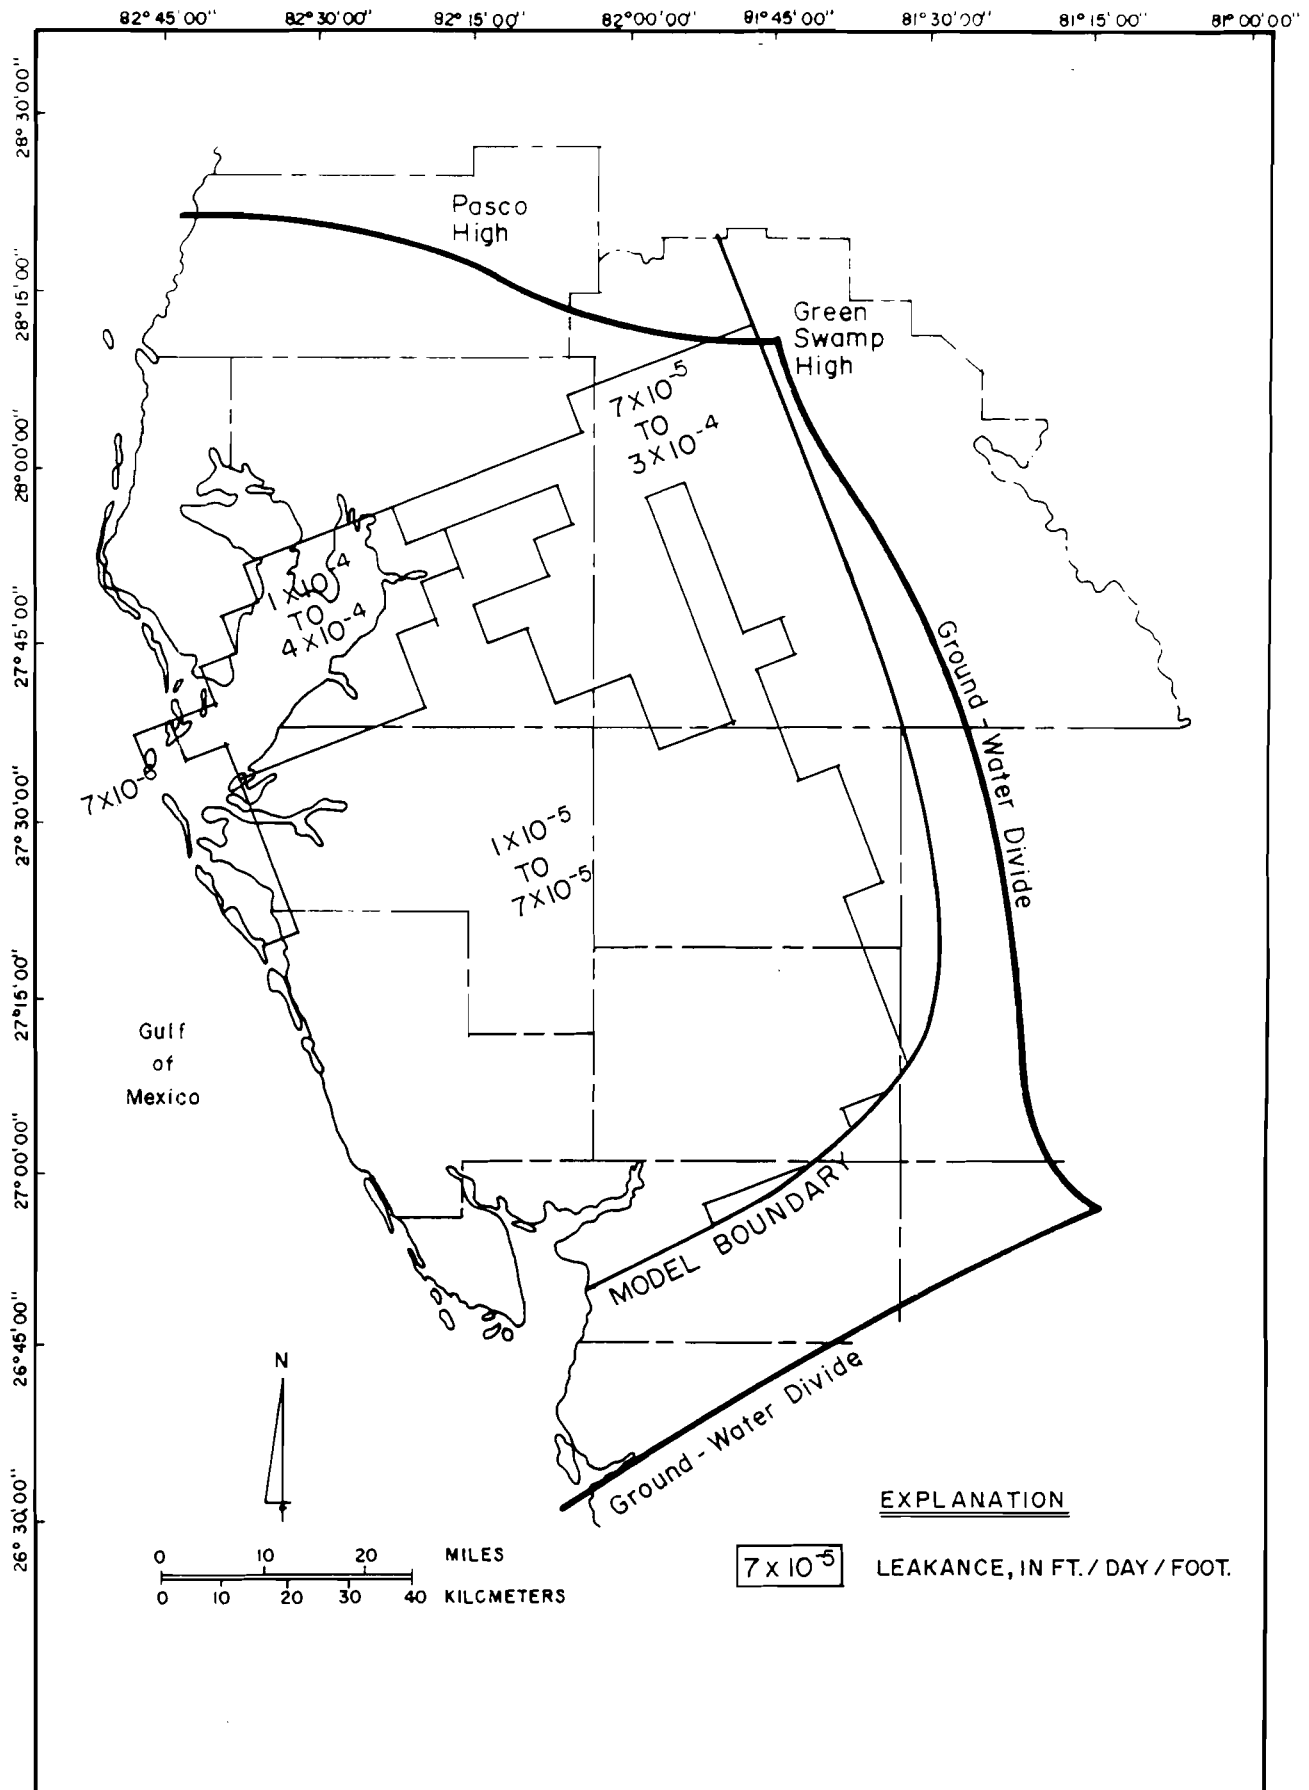 82° 45' 00"
82° 30' 00"
82° 15' 00"
82° 00' 00"
81° 45' 00"
81° 30' 00"
81° 15' 00"
81° 00' 00"
28° 30' 00"
28° 15' 00"
28° 00' 00"
27° 45' 00"
27° 30' 00"
27° 15' 00"
27° 00' 00"
26° 45' 00"
26° 30' 00"
Pasco
High
Green
Swamp
High
7X10-5
TO
3X10-4
1X10-4
TO
4X10-4
Ground-Water Divide
1X10-5
TO
7X10-5
Gulf
of
Mexico
MODEL BOUNDARY
Ground-Water Divide
N
EXPLANATION
7 x 10-5 LEAKANCE, IN FT./DAY/FOOT.
0 10 20 MILES
0 10 20 30 40 KILCMETERS